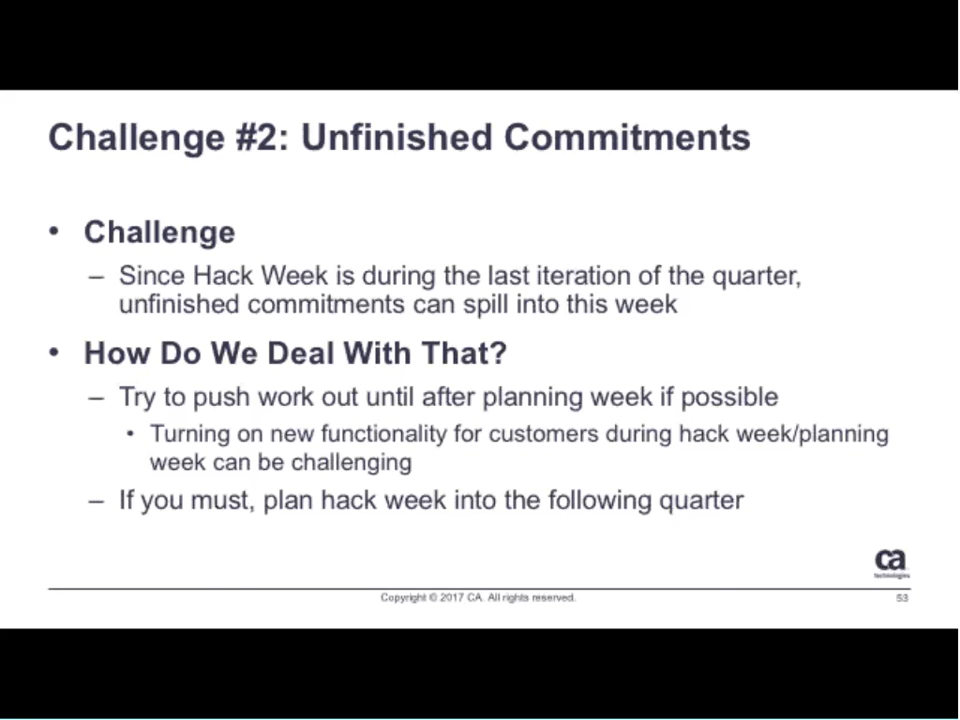 Challenge #2: Unfinished Commitments
• Challenge
– Since Hack Week is during the last iteration of the quarter,
unfinished commitments can spill into this week
• How Do We Deal With That?
– Try to push work out until after planning week if possible
• Turning on new functionality for customers during hack week/planning
week can be challenging
– If you must, plan hack week into the following quarter
ca
technologies
Copyright © 2017 CA. All rights reserved.
53